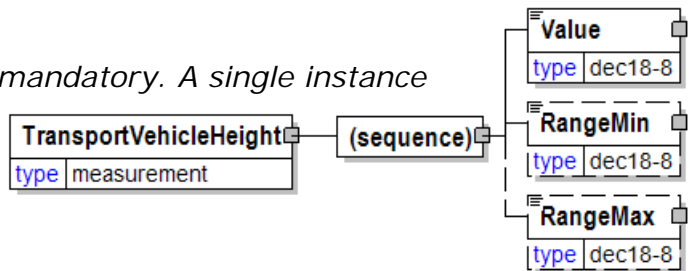 Value
type dec18-8
mandatory. A single instance
RangeMin
type dec18-8
TransportVehicleHeight
type measurement
(sequence)
RangeMax
type dec18-8